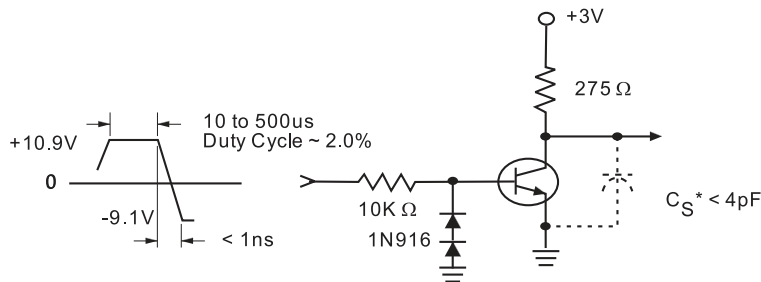 +3V
275 Ω
10 to 500us
Duty Cycle ~ 2.0%
+10.9V
0
-9.1V
< 1ns
10K Ω
1N916
CS* < 4pF